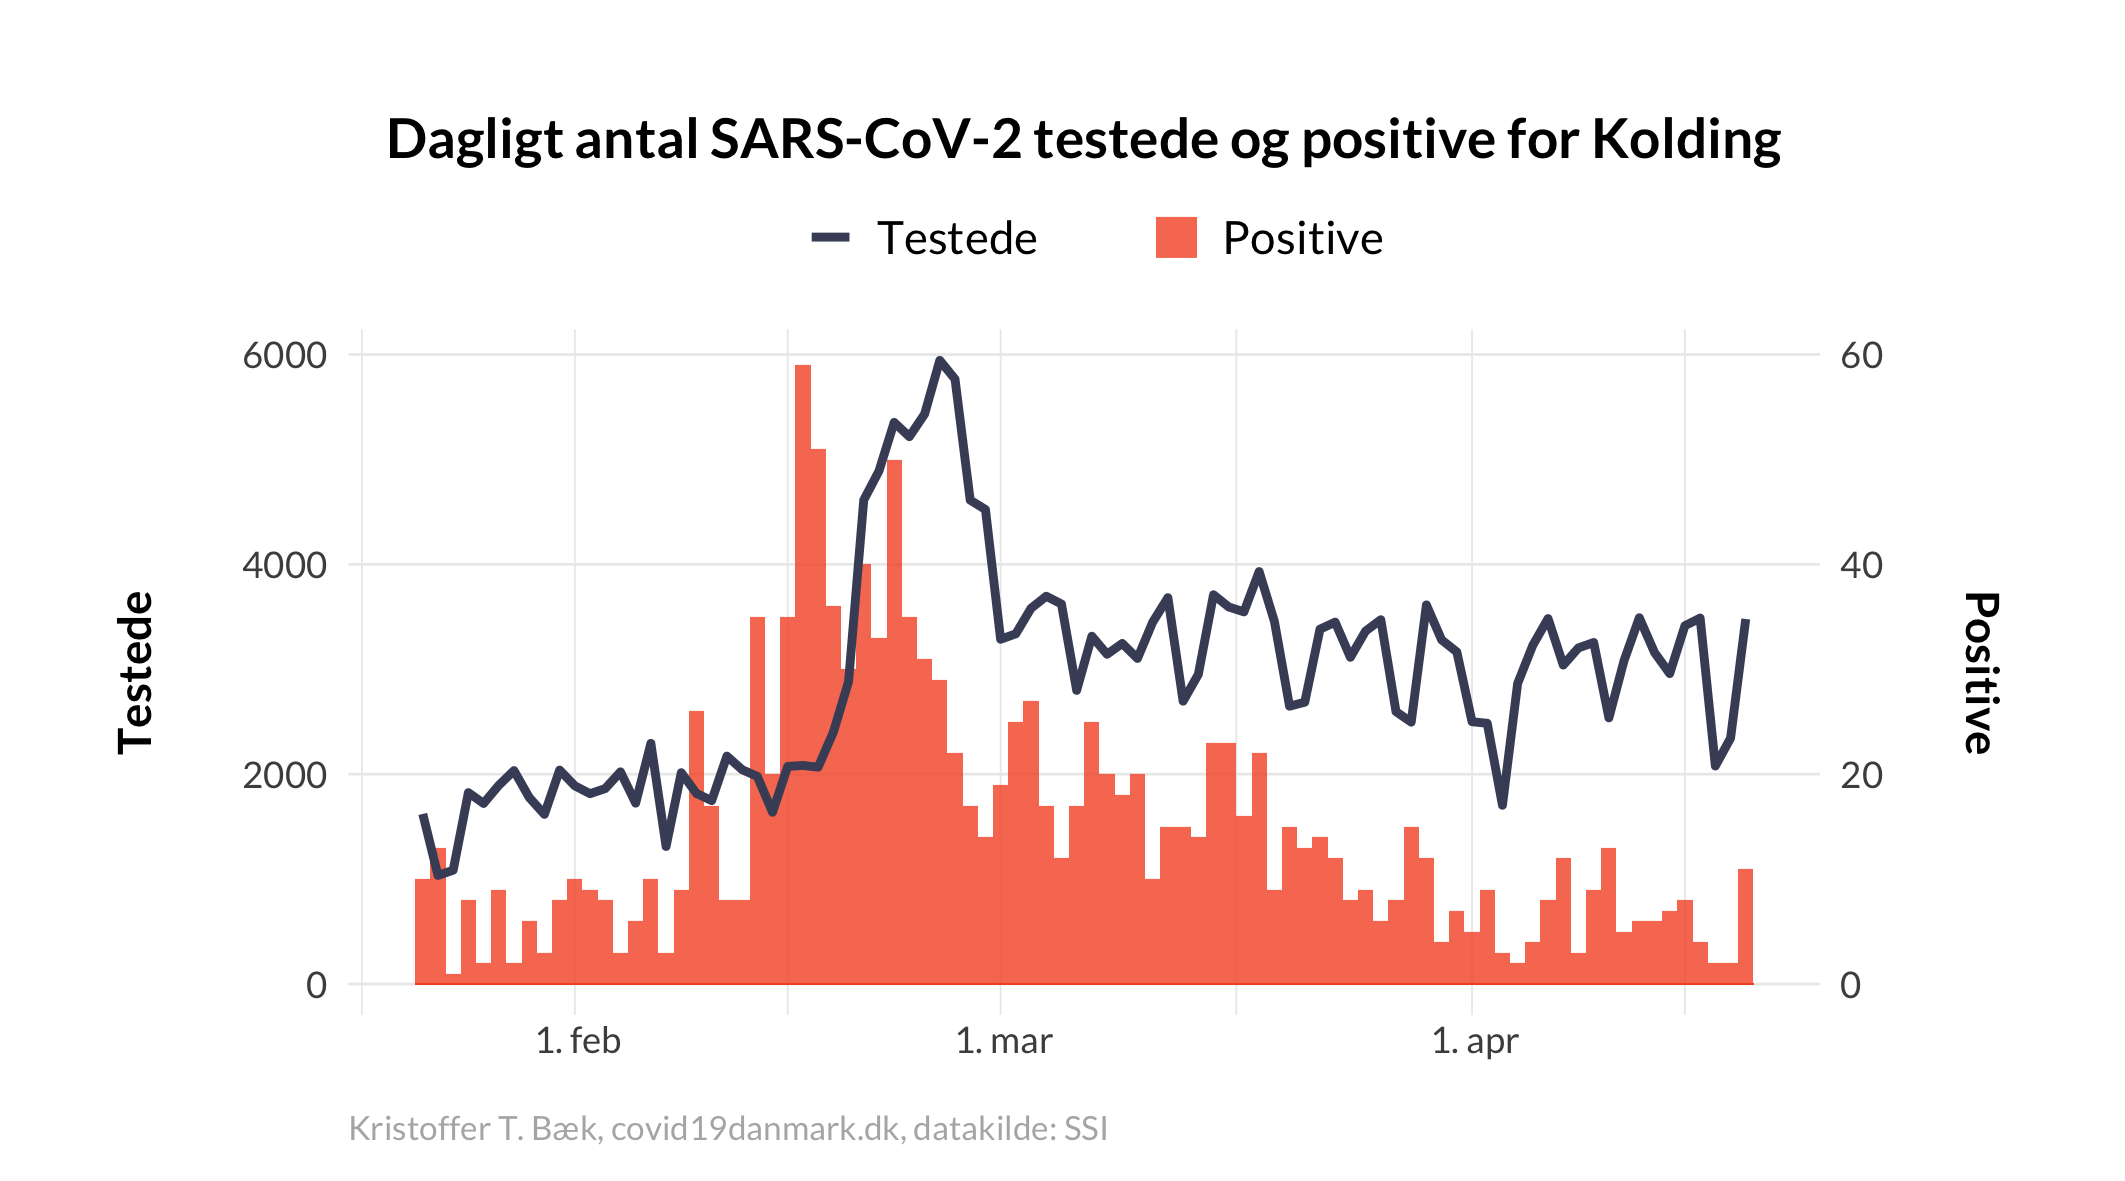 Dagligt antal SARS-CoV-2 testede og positive for Kolding
Testede
Positive
6000
4000
2000
0
Testede
60
40
20
0
Positive
1. feb
1. mar
1. apr
Kristoffer T. Bæk, covid19danmark.dk, datakilde: SSI